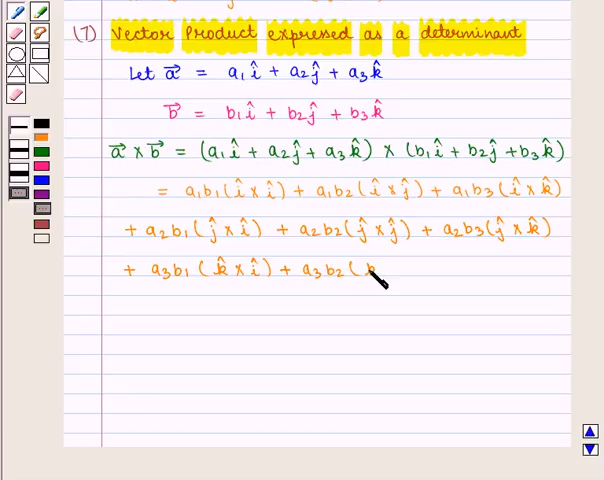 (7) Vector Product expressed as a determinant
Let a⃗ = a₁î + a₂ĵ + a₃k̂
b⃗ = b₁î + b₂ĵ + b₃k̂
a⃗ × b⃗ = (a₁î + a₂ĵ + a₃k̂) × (b₁î + b₂ĵ + b₃k̂)
= a₁b₁(î × î) + a₁b₂(î × ĵ) + a₁b₃(î × k̂)
+ a₂b₁(ĵ × î) + a₂b₂(ĵ × ĵ) + a₂b₃(ĵ × k̂)
+ a₃b₁(k̂ × î) + a₃b₂(